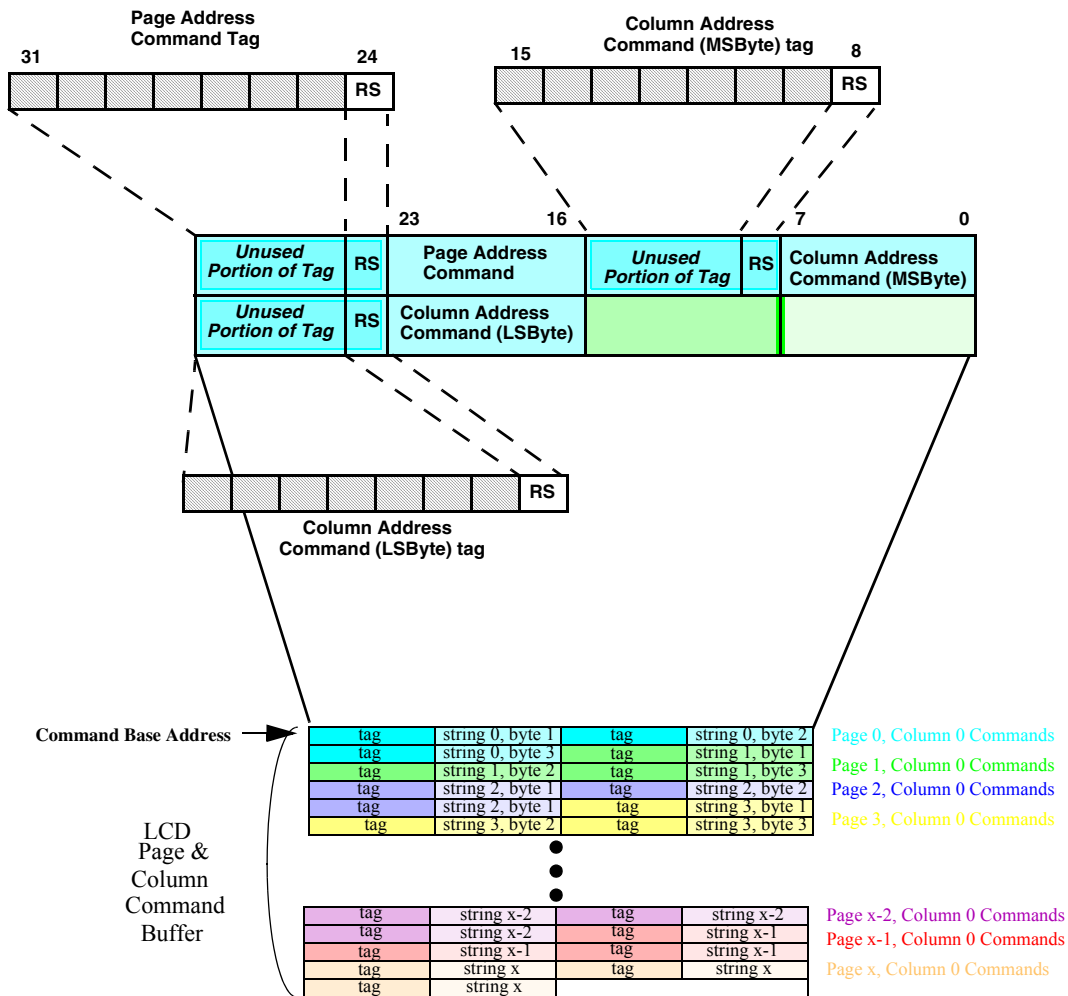 Page Address
Command Tag
31
24
RS
Column Address
Command (MSByte) tag
15
8
RS
23
16
7
0
Unused
Portion of Tag
RS
Page Address
Command
Unused
Portion of Tag
RS
Column Address
Command (MSByte)
Unused
Portion of Tag
RS
Column Address
Command (LSByte)
RS
Column Address
Command (LSByte) tag
Command Base Address
tag string 0, byte 1 tag string 0, byte 2 Page 0, Column 0 Commands
tag string 0, byte 3 tag string 1, byte 1
tag string 1, byte 2 tag string 1, byte 3 Page 1, Column 0 Commands
tag string 2, byte 1 tag string 2, byte 2 Page 2, Column 0 Commands
tag string 2, byte 1 tag string 3, byte 1
tag string 3, byte 2 tag string 3, byte 3 Page 3, Column 0 Commands
LCD
Page &
Column
Command
Buffer
tag string x-2 tag string x-2 Page x-2, Column 0 Commands
tag string x-2 tag string x-1 Page x-1, Column 0 Commands
tag string x-1 tag string x-1
tag string x tag string x Page x, Column 0 Commands
tag string x